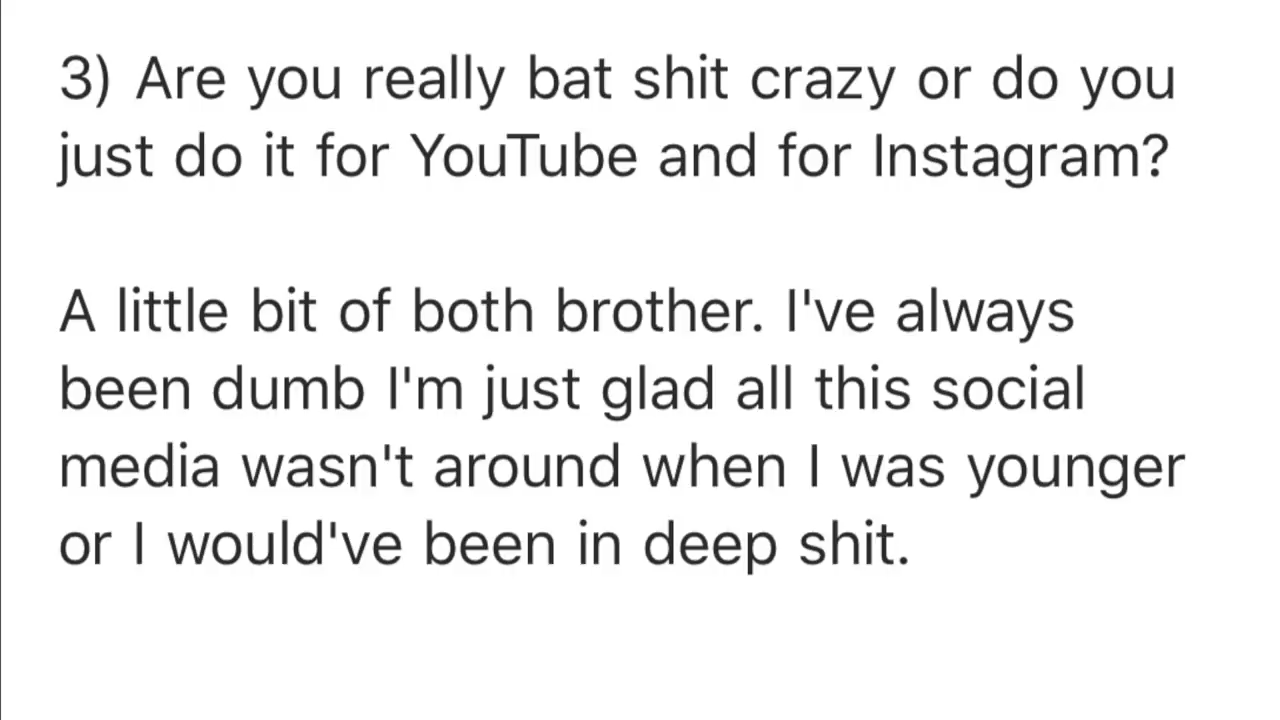 3) Are you really bat shit crazy or do you
just do it for YouTube and for Instagram?
A little bit of both brother. I've always
been dumb I'm just glad all this social
media wasn't around when I was younger
or I would've been in deep shit.